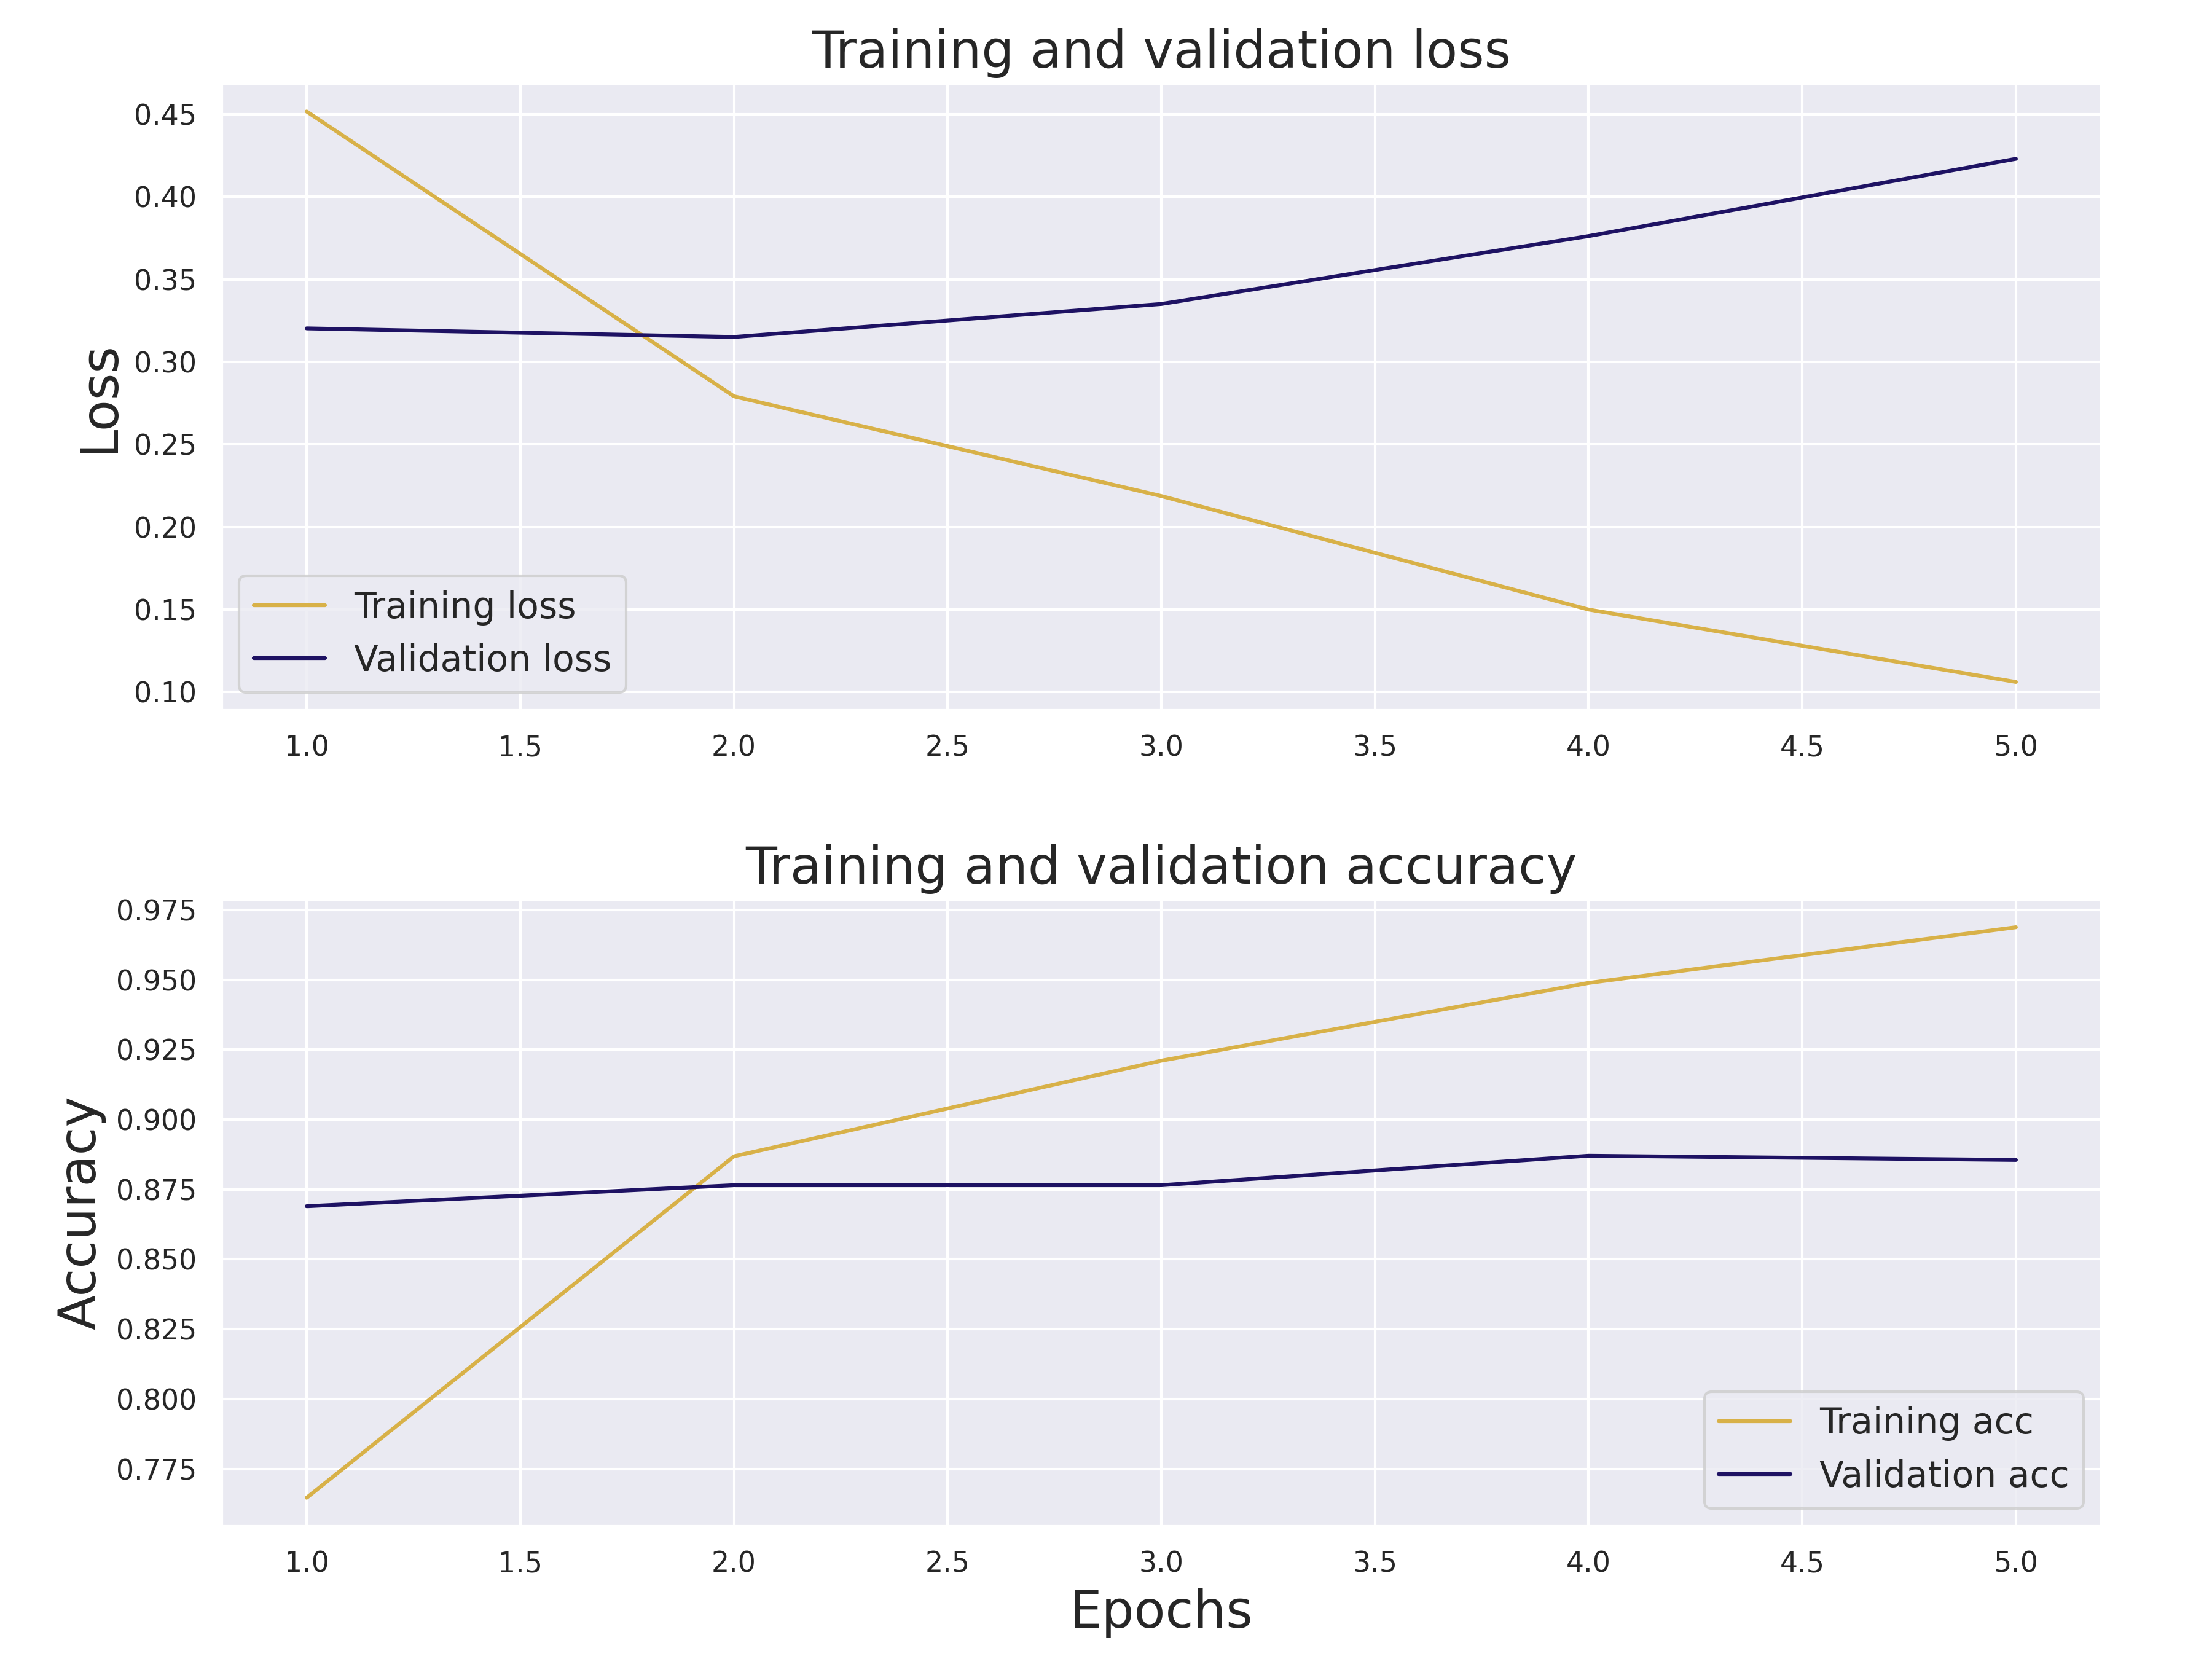 Training and validation loss
Loss
0.45
0.40
0.35
0.30
0.25
0.20
0.15
0.10
Training loss
Validation loss
1.0 1.5 2.0 2.5 3.0 3.5 4.0 4.5 5.0
Training and validation accuracy
Accuracy
0.975
0.950
0.925
0.900
0.875
0.850
0.825
0.800
0.775
Training acc
Validation acc
1.0 1.5 2.0 2.5 3.0 3.5 4.0 4.5 5.0
Epochs